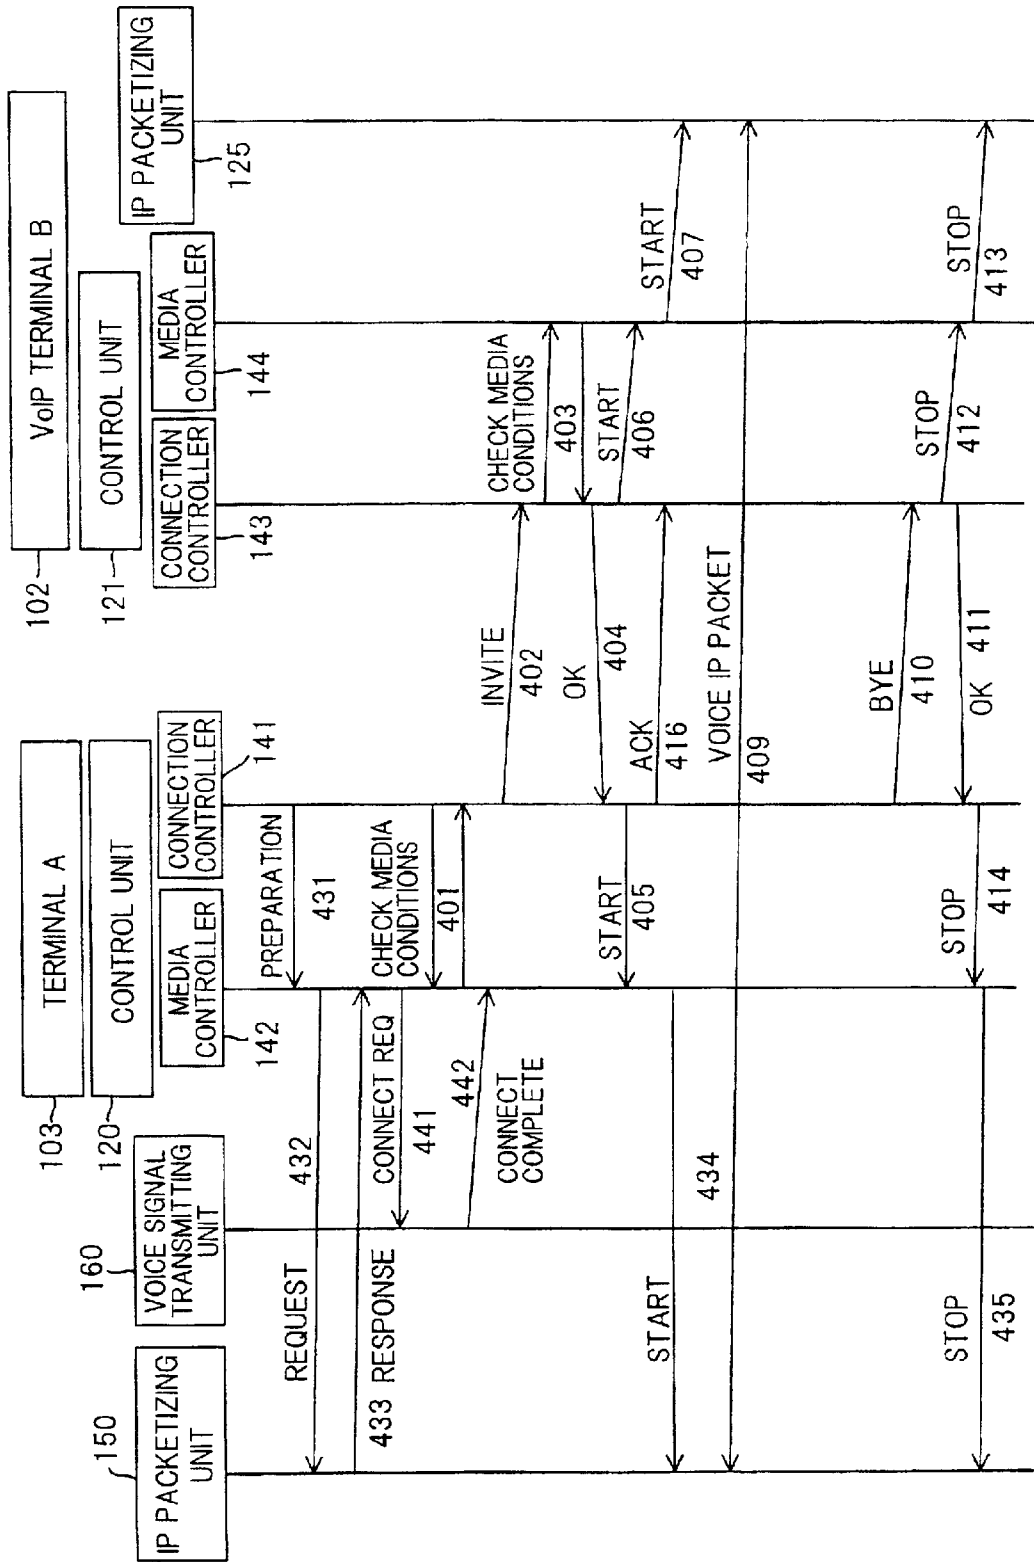 IP PACKETIZING
UNIT
150
VOICE SIGNAL
TRANSMITTING
UNIT
160
TERMINAL A
103
CONTROL UNIT
120
MEDIA
CONTROLLER
142
CONNECTION
CONTROLLER
141
VoIP TERMINAL B
102
CONTROL UNIT
121
CONNECTION
CONTROLLER
143
MEDIA
CONTROLLER
144
IP PACKETIZING
UNIT
125
PREPARATION
431
REQUEST
432
433 RESPONSE
CONNECT REQ
441
CHECK MEDIA
CONDITIONS
401
442
CONNECT
COMPLETE
INVITE
402
CHECK MEDIA
CONDITIONS
403
OK
404
START
405
START
406
ACK
416
START
407
START
434
VOICE IP PACKET
409
BYE
410
OK 411
STOP
412
STOP
413
STOP
414
STOP
435